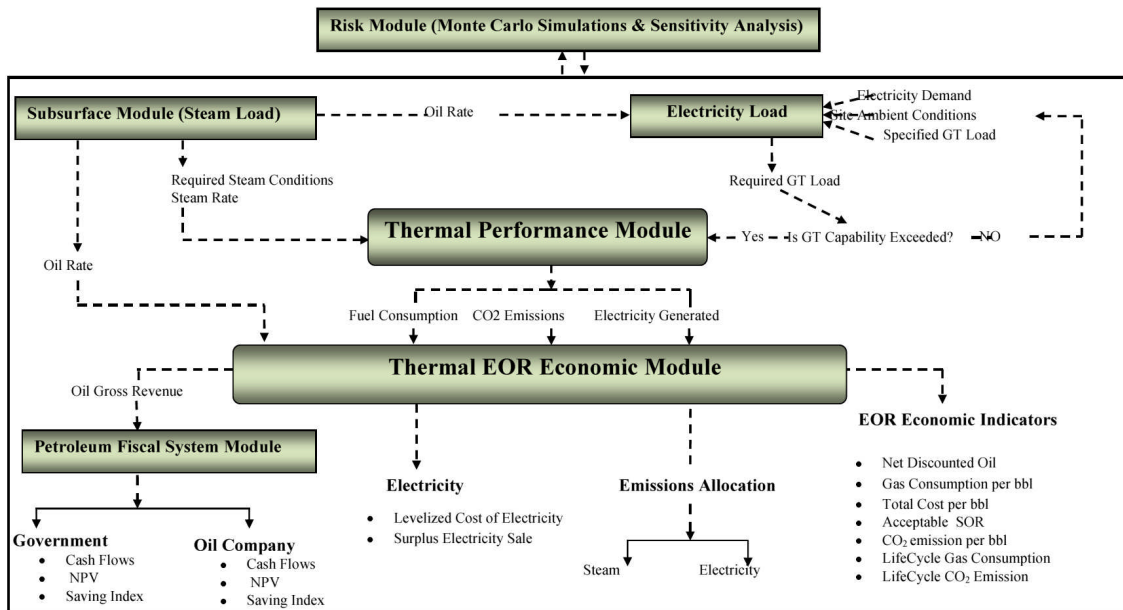 Risk Module (Monte Carlo Simulations & Sensitivity Analysis)
Subsurface Module (Steam Load)
Oil Rate
Electricity Load
Electricity Demand
Site Ambient Conditions
Specified GT Load
Required Steam Conditions
Steam Rate
Required GT Load
Thermal Performance Module
Yes
Is GT Capability Exceeded?
NO
Oil Rate
Fuel Consumption
CO2 Emissions
Electricity Generated
Thermal EOR Economic Module
Oil Gross Revenue
Petroleum Fiscal System Module
Government
• Cash Flows
• NPV
• Saving Index
Oil Company
• Cash Flows
• NPV
• Saving Index
Electricity
• Levelized Cost of Electricity
• Surplus Electricity Sale
Emissions Allocation
Steam
Electricity
EOR Economic Indicators
• Net Discounted Oil
• Gas Consumption per bbl
• Total Cost per bbl
• Acceptable SOR
• CO₂ emission per bbl
• LifeCycle Gas Consumption
• LifeCycle CO₂ Emission